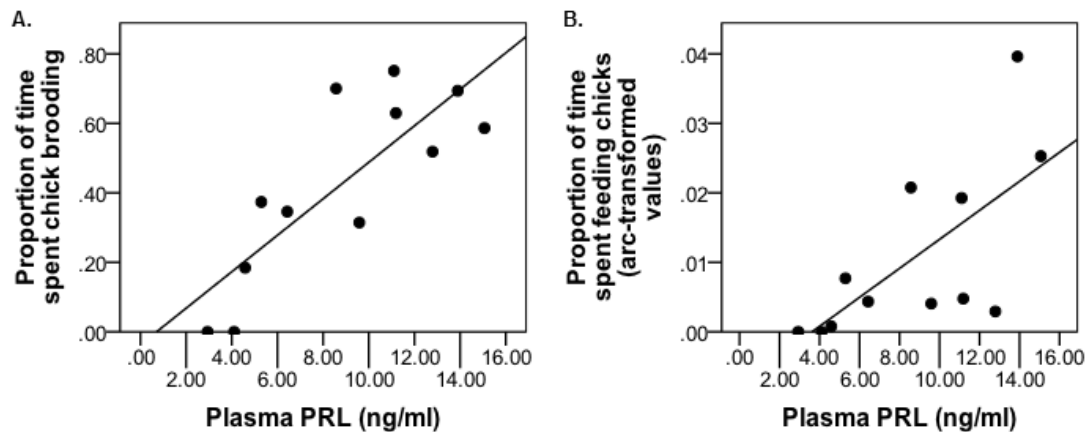 A.
Proportion of time
spent chick brooding
.80
.60
.40
.20
.00
.00
4.00
8.00
12.00
16.00
2.00
6.00
10.00
14.00
Plasma PRL (ng/ml)
B.
Proportion of time
spent feeding chicks
(arc-transformed
values)
.04
.03
.02
.01
.00
.00
4.00
8.00
12.00
16.00
2.00
6.00
10.00
14.00
Plasma PRL (ng/ml)